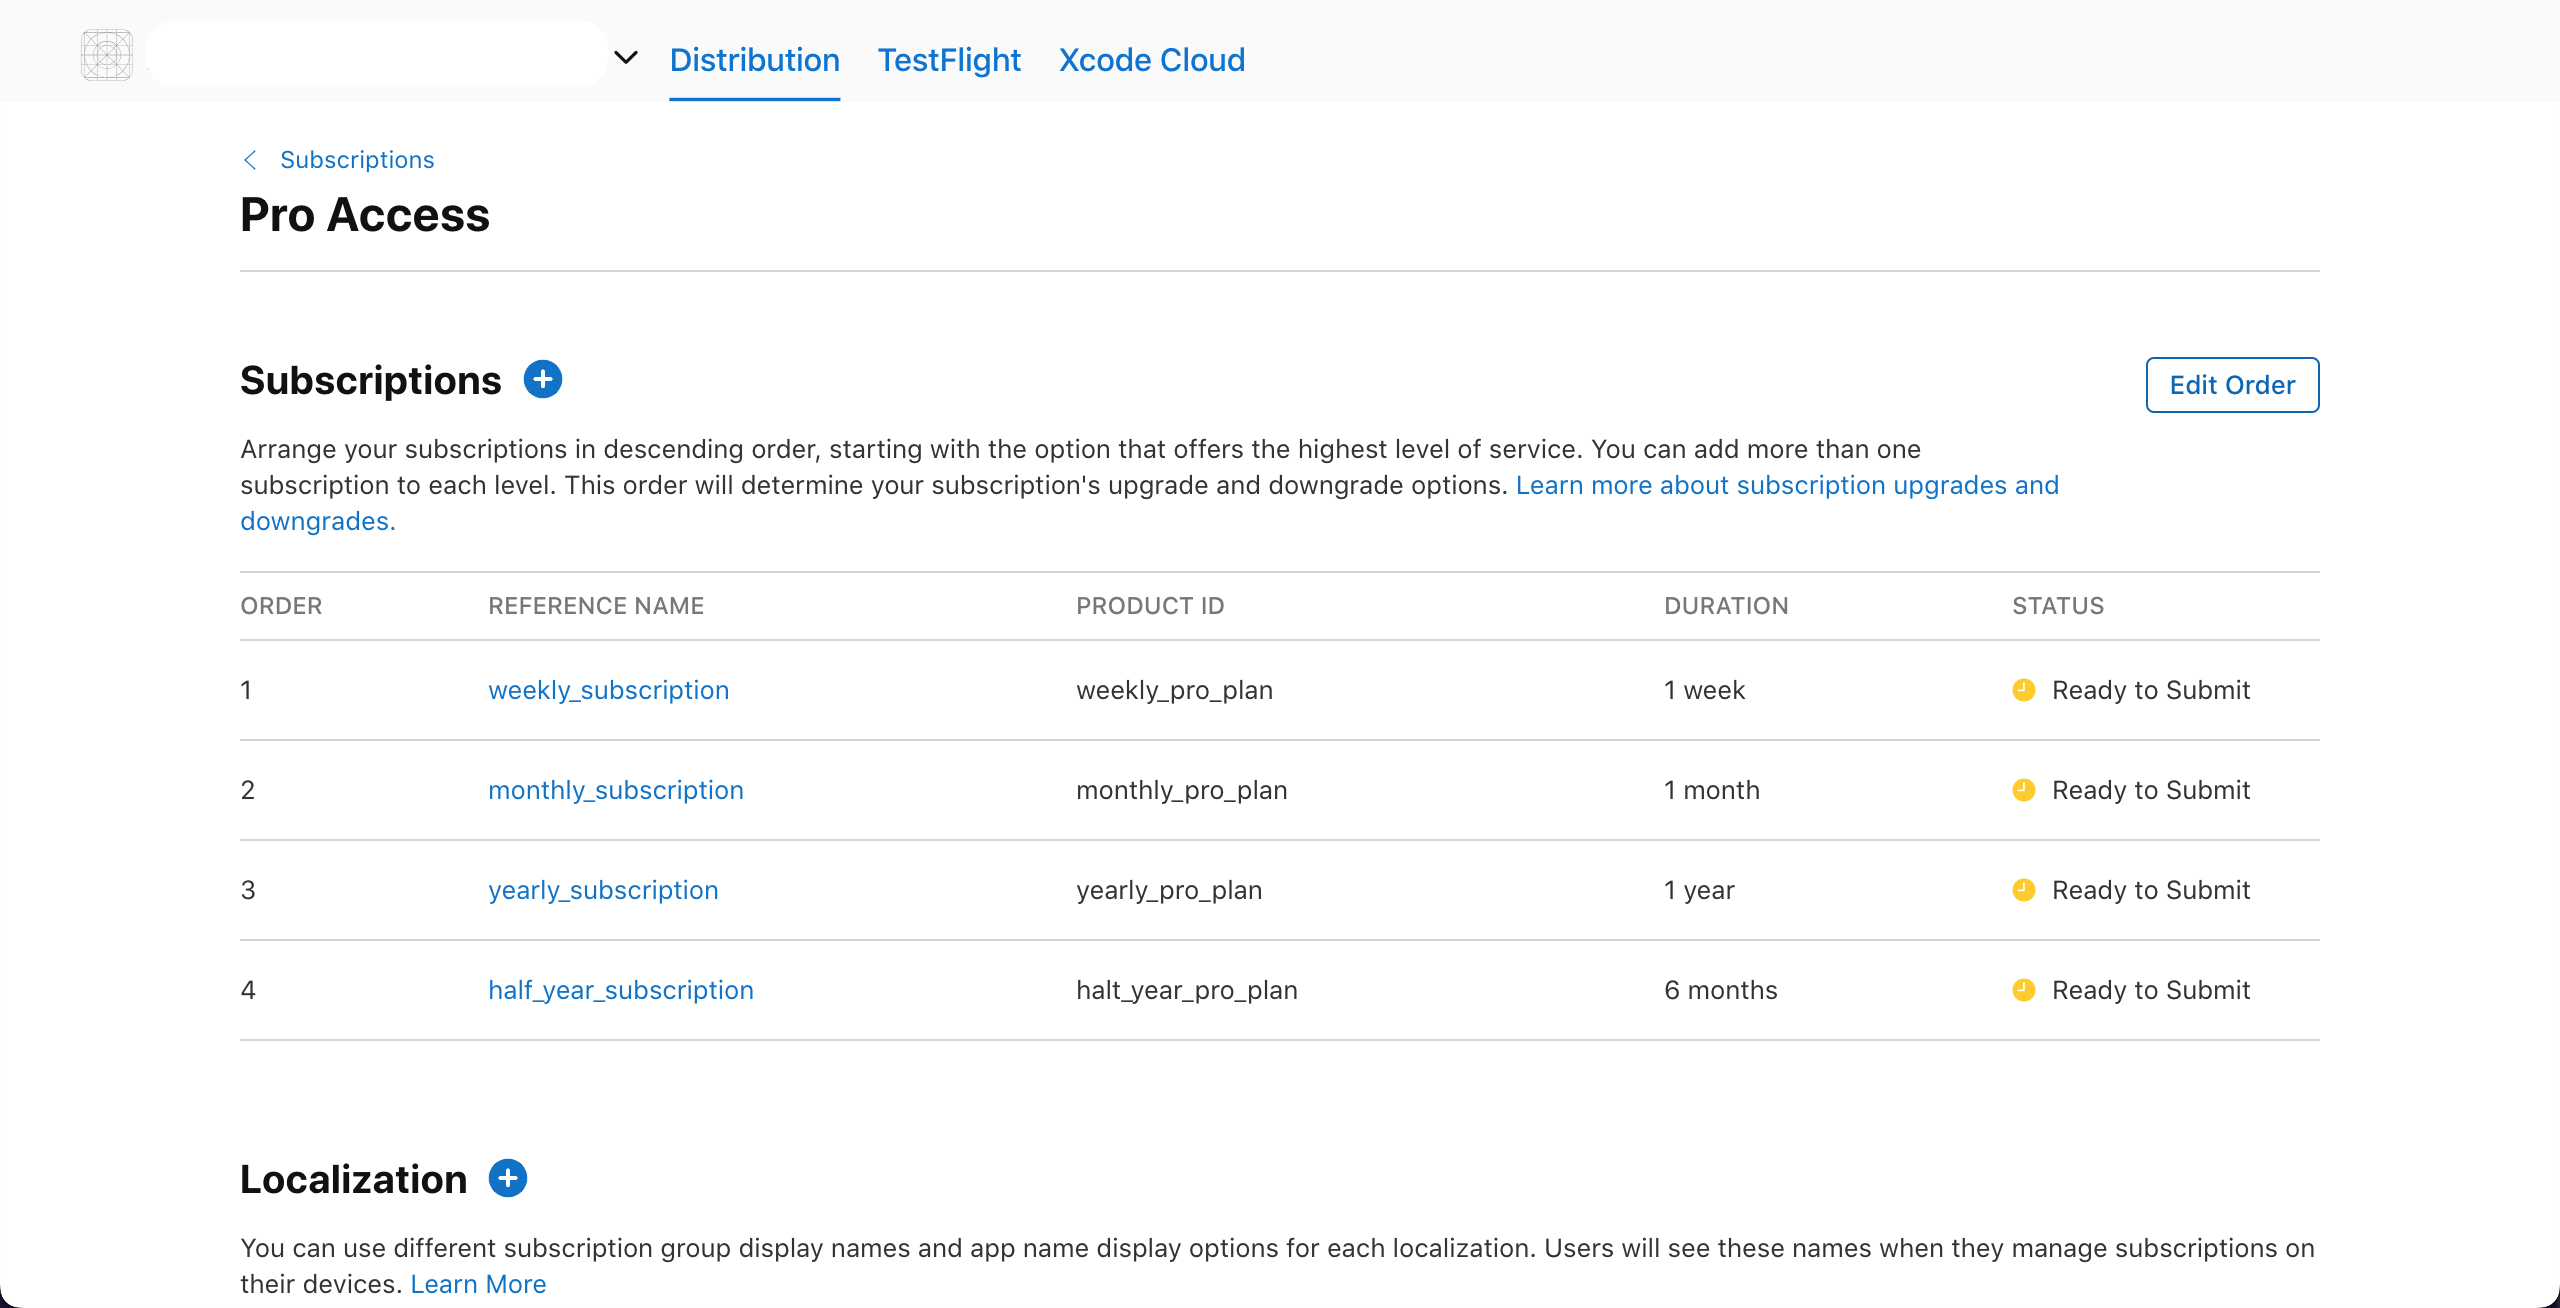 Distribution TestFlight Xcode Cloud
Subscriptions
Pro Access
Subscriptions
Edit Order
Arrange your subscriptions in descending order, starting with the option that offers the highest level of service. You can add more than one
subscription to each level. This order will determine your subscription's upgrade and downgrade options. Learn more about subscription upgrades and
downgrades.
ORDER REFERENCE NAME PRODUCT ID DURATION STATUS
1 weekly_subscription weekly_pro_plan 1 week Ready to Submit
2 monthly_subscription monthly_pro_plan 1 month Ready to Submit
3 yearly_subscription yearly_pro_plan 1 year Ready to Submit
4 half_year_subscription halt_year_pro_plan 6 months Ready to Submit
Localization
You can use different subscription group display names and app name display options for each localization. Users will see these names when they manage subscriptions on
their devices. Learn More